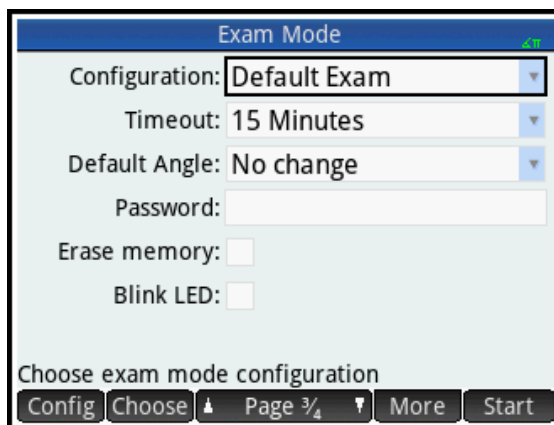 Exam Mode
∡π
Configuration: Default Exam
Timeout: 15 Minutes
Default Angle: No change
Password:
Erase memory:
Blink LED:
Choose exam mode configuration
Config Choose Page ¾ More Start